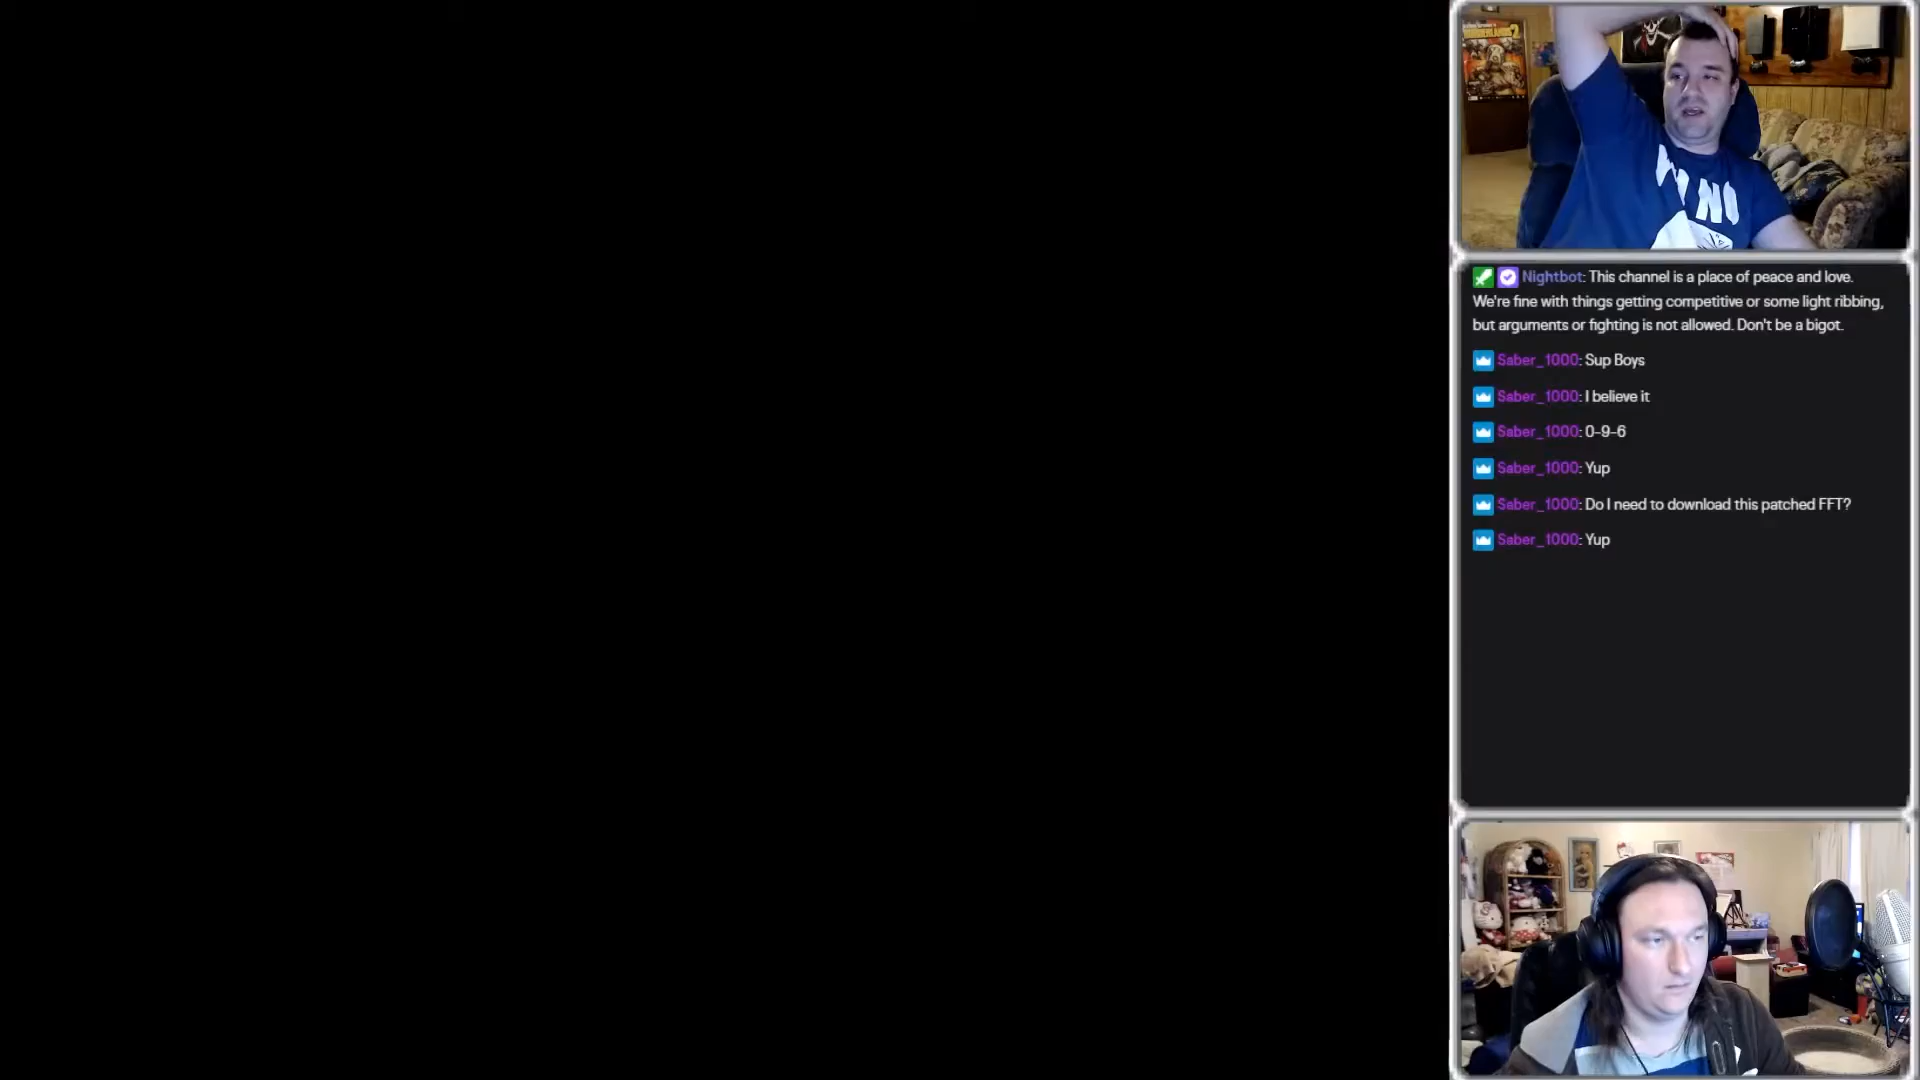 Nightbot: This channel is a place of peace and love.
We're fine with things getting competitive or some light ribbing,
but arguments or fighting is not allowed. Don't be a bigot.
Saber_1000: Sup Boys
Saber_1000: I believe it
Saber_1000: 0-9-6
Saber_1000: Yup
Saber_1000: Do I need to download this patched FFT?
Saber_1000: Yup